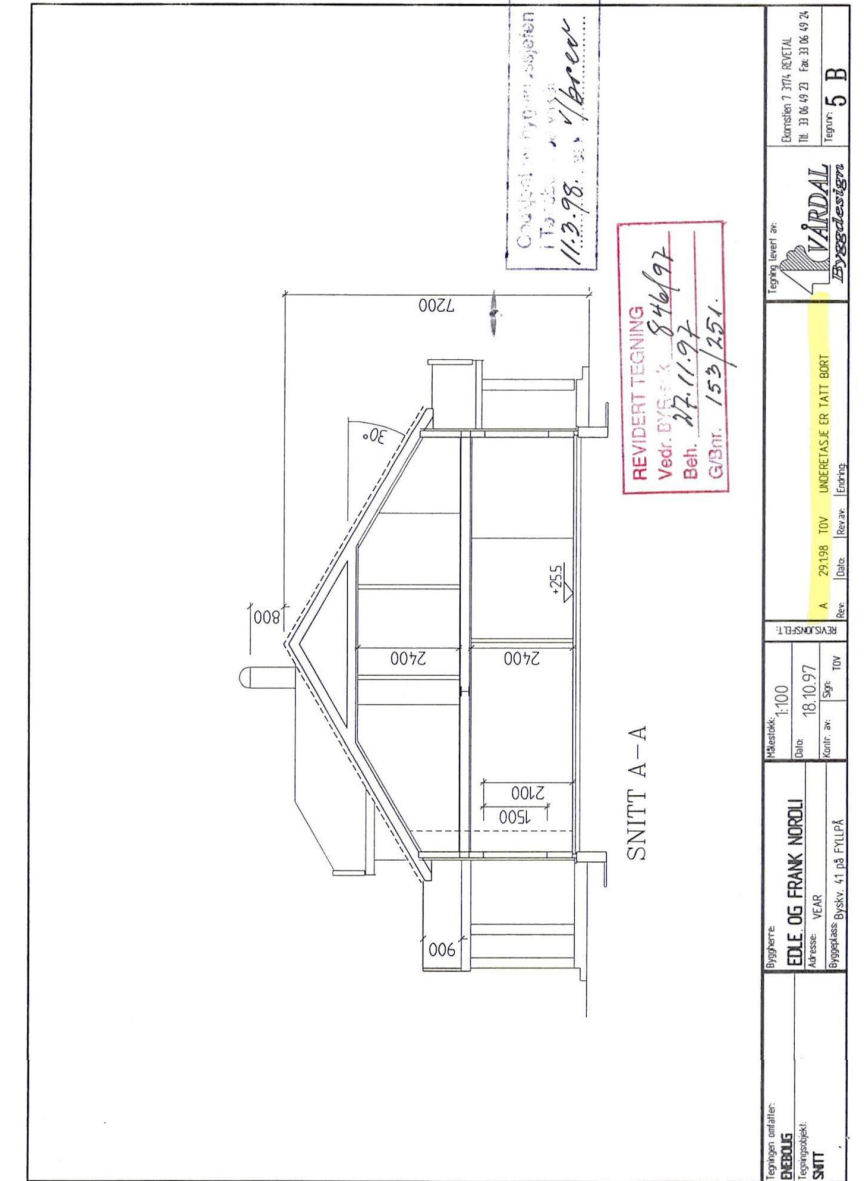 7200
30°
800
2400
2400
+25.5
2100
1500
900
SNITT A-A
11.3.98.
v/brev
REVIDERT TEGNING
Vedr. BYG 846/97
Beh. 27.11.97
G/Bnr. 153/251.
Tegningen omfatter:
ENEBOLIG
Tegningsobjekt:
SNITT
Byggherre:
EDLE. OG FRANK NORDLI
Adresse: VEAR
Byggeplass: Byskv. 41 på FYLLPÅ
Målestokk: 1:100
Dato: 18.10.97
Kontr. av: Sign: TOV
REVISJONSFELT:
A 29.1.98 TOV UNDERETASJE ER TATT BORT
Rev: Dato: Rev.av: Endring:
Tegning levert av:
VÅRDAL
Byggdesign
Ekornstien 7 3174 REVETAL
Tlf. 33 06 49 23 Fax: 33 06 49 24
Tegn.nr: 5 B